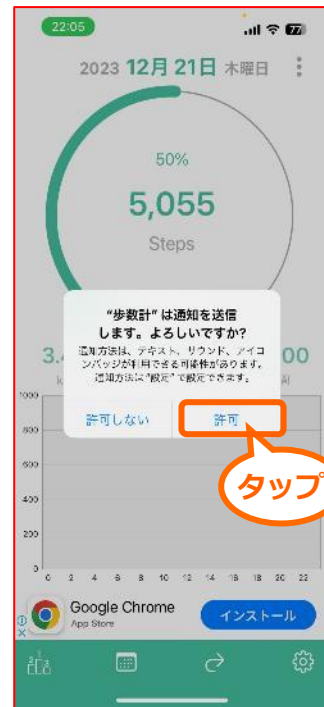 22:05
77
2023 12月 21日 木曜日
50%
5,055
Steps
3.
00
k
"歩数計"は通知を送信
します。よろしいですか?
通知方法は、テキスト、サウンド、アイコ
ンバッジが利用できる可能性があります。
通知方法は"設定"で設定できます。
許可しない
許可
タップ
1000
800
600
400
200
0
0 2 4 6 8 10 12 14 16 18 20 22
Google Chrome
App Store
インストール